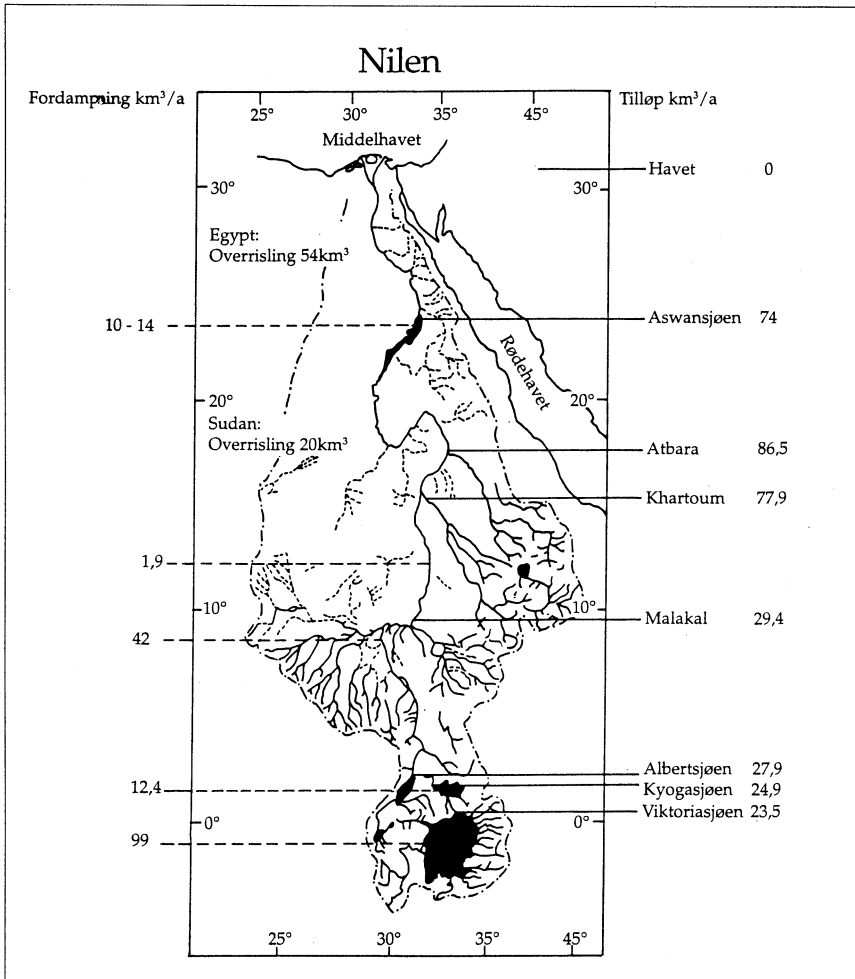 Nilen
Fordampning km³/a
25°
30°
35°
45°
Tilløp km³/a
Middelhavet
Havet 0
30°
30°
Egypt:
Overrisling 54km³
10 - 14
Aswansjøen 74
Rødehavet
20°
20°
Sudan:
Overrisling 20km³
Atbara 86,5
Khartoum 77,9
1,9
10°
10°
Malakal 29,4
42
Albertsjøen 27,9
12,4
Kyogasjøen 24,9
Viktoriasjøen 23,5
0°
0°
99
25°
30°
35°
45°